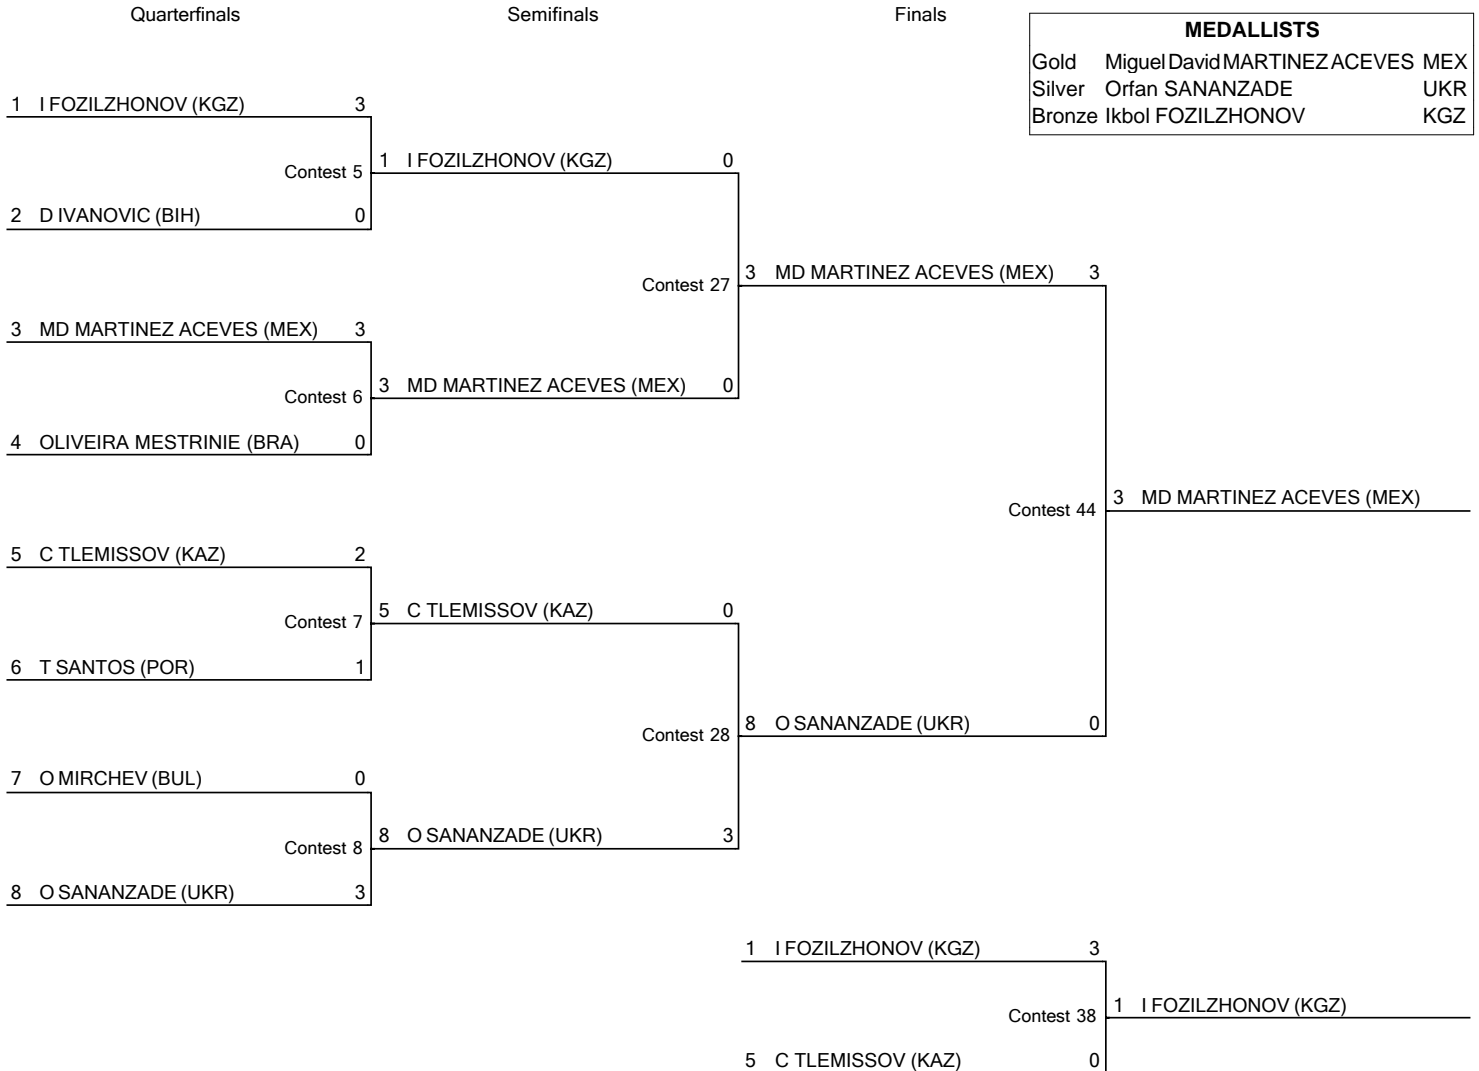 Quarterfinals Semifinals Finals
MEDALLISTS
Gold Miguel David MARTINEZ ACEVES MEX
Silver Orfan SANANZADE UKR
Bronze Ikbol FOZILZHONOV KGZ
1 I FOZILZHONOV (KGZ) 3
Contest 5
1 I FOZILZHONOV (KGZ) 0
2 D IVANOVIC (BIH) 0
Contest 27
3 MD MARTINEZ ACEVES (MEX) 3
3 MD MARTINEZ ACEVES (MEX) 3
Contest 6
3 MD MARTINEZ ACEVES (MEX) 0
4 OLIVEIRA MESTRINIE (BRA) 0
Contest 44
3 MD MARTINEZ ACEVES (MEX)
5 C TLEMISSOV (KAZ) 2
Contest 7
5 C TLEMISSOV (KAZ) 0
6 T SANTOS (POR) 1
Contest 28
8 O SANANZADE (UKR) 0
7 O MIRCHEV (BUL) 0
Contest 8
8 O SANANZADE (UKR) 3
8 O SANANZADE (UKR) 3
1 I FOZILZHONOV (KGZ) 3
Contest 38
1 I FOZILZHONOV (KGZ)
5 C TLEMISSOV (KAZ) 0